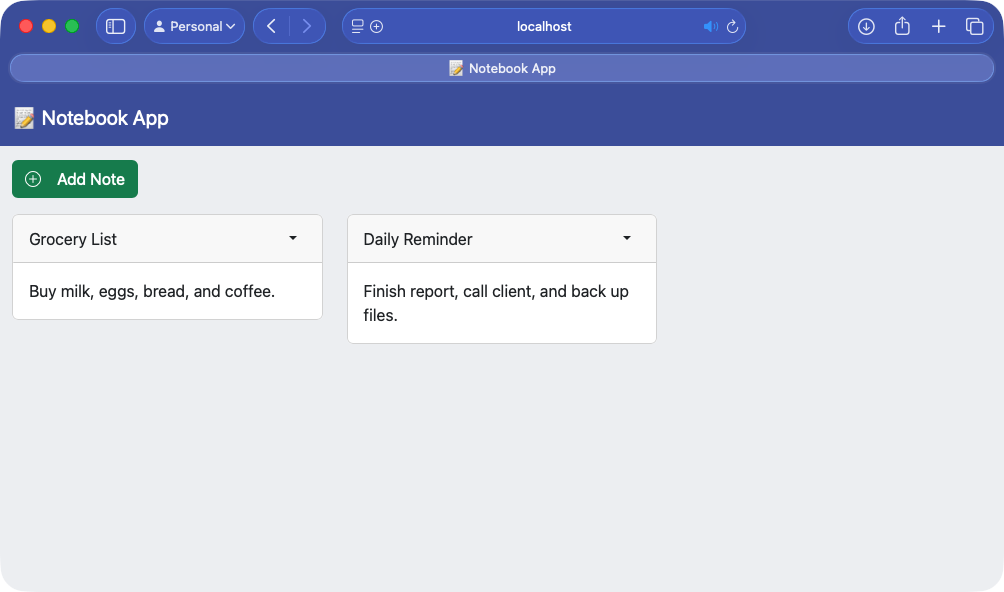 Personal
localhost
Notebook App
Notebook App
Add Note
Grocery List
Buy milk, eggs, bread, and coffee.
Daily Reminder
Finish report, call client, and back up
files.